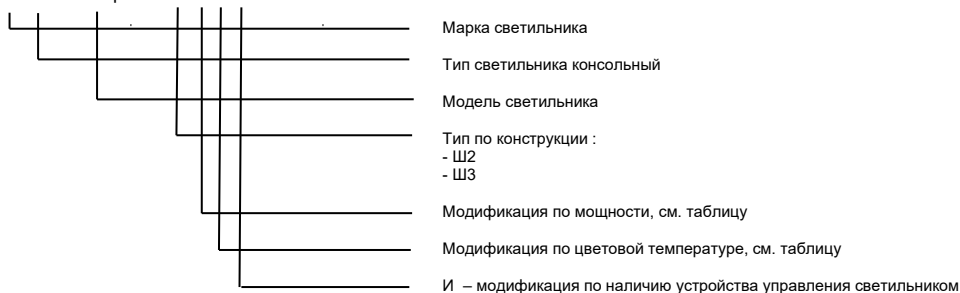 Марка светильника
Тип светильника консольный
Модель светильника
Тип по конструкции :
- Ш2
- Ш3
Модификация по мощности, см. таблицу
Модификация по цветовой температуре, см. таблицу
И – модификация по наличию устройства управления светильником